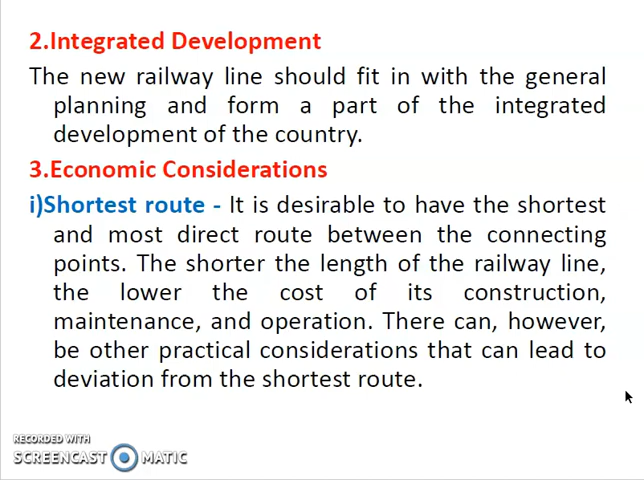 2.Integrated Development
The new railway line should fit in with the general
planning and form a part of the integrated
development of the country.
3.Economic Considerations
i)Shortest route - It is desirable to have the shortest
and most direct route between the connecting
points. The shorter the length of the railway line,
the lower the cost of its construction,
maintenance, and operation. There can, however,
be other practical considerations that can lead to
deviation from the shortest route.
RECORDED WITH
SCREENCAST MATIC